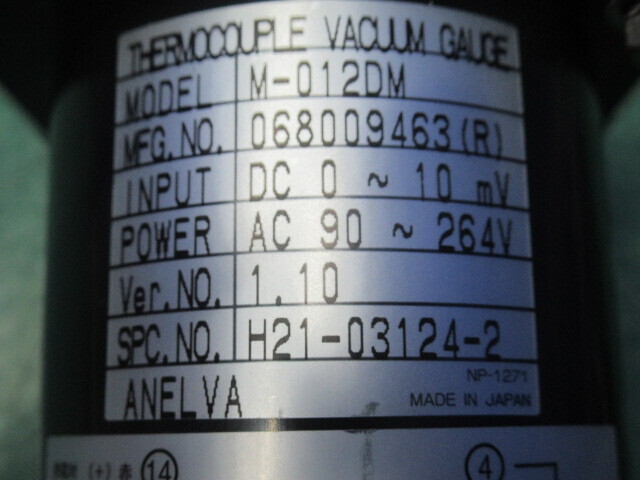 THERMOCOUPLE VACUUM GAUGE
MODEL M-012DM
MFG.NO. 068009463(R)
INPUT DC 0 ~ 10 mV
POWER AC 90 ~ 264V
Ver.NO. 1.10
SPC.NO. H21-03124-2
NP-1271
ANELVA MADE IN JAPAN
(+) 赤 14 4